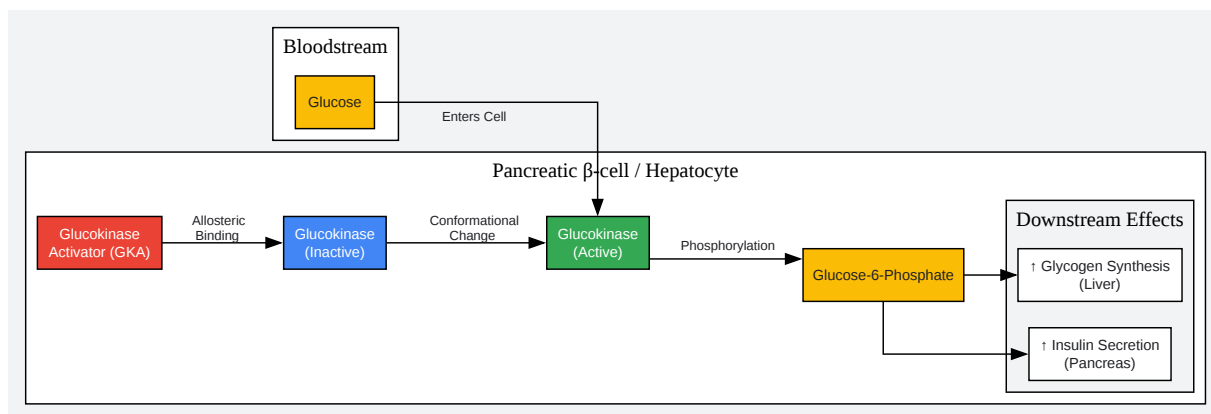 Bloodstream
Glucose
Enters Cell
Pancreatic β-cell / Hepatocyte
Glucokinase
Activator (GKA)
Allosteric
Binding
Glucokinase
(Inactive)
Conformational
Change
Glucokinase
(Active)
Phosphorylation
Glucose-6-Phosphate
Downstream Effects
↑ Glycogen Synthesis
(Liver)
↑ Insulin Secretion
(Pancreas)